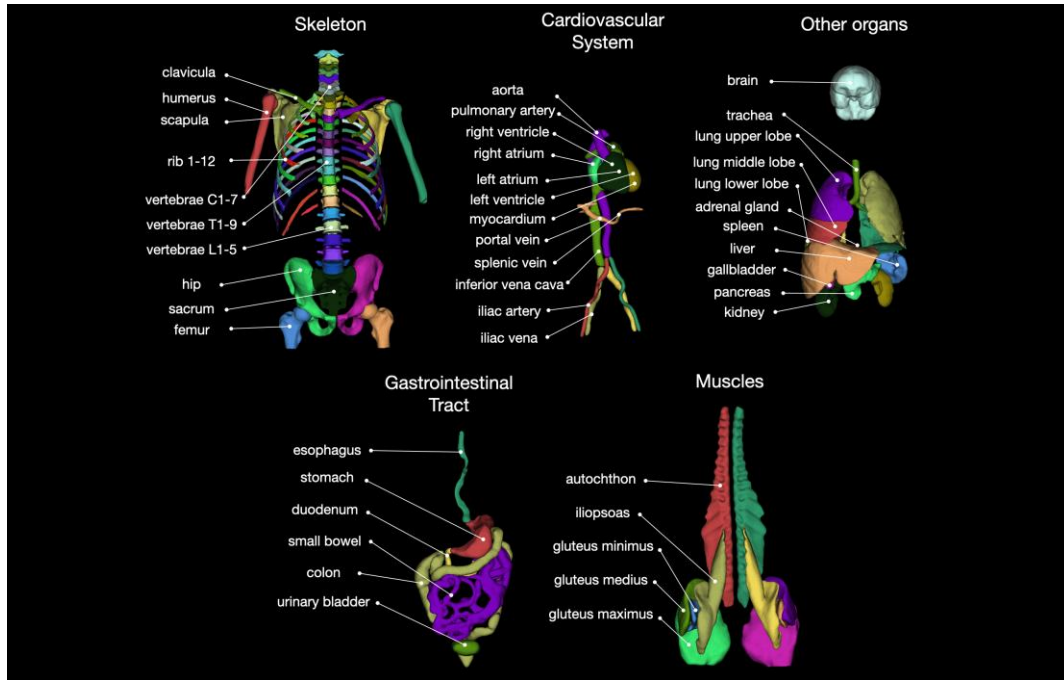 Skeleton
clavicula
humerus
scapula
rib 1-12
vertebrae C1-7
vertebrae T1-9
vertebrae L1-5
hip
sacrum
femur
Cardiovascular
System
aorta
pulmonary artery
right ventricle
right atrium
left atrium
left ventricle
myocardium
portal vein
splenic vein
inferior vena cava
iliac artery
iliac vena
Other organs
brain
trachea
lung upper lobe
lung middle lobe
lung lower lobe
adrenal gland
spleen
liver
gallbladder
pancreas
kidney
Gastrointestinal
Tract
esophagus
stomach
duodenum
small bowel
colon
urinary bladder
Muscles
autochthon
iliopsoas
gluteus minimus
gluteus medius
gluteus maximus